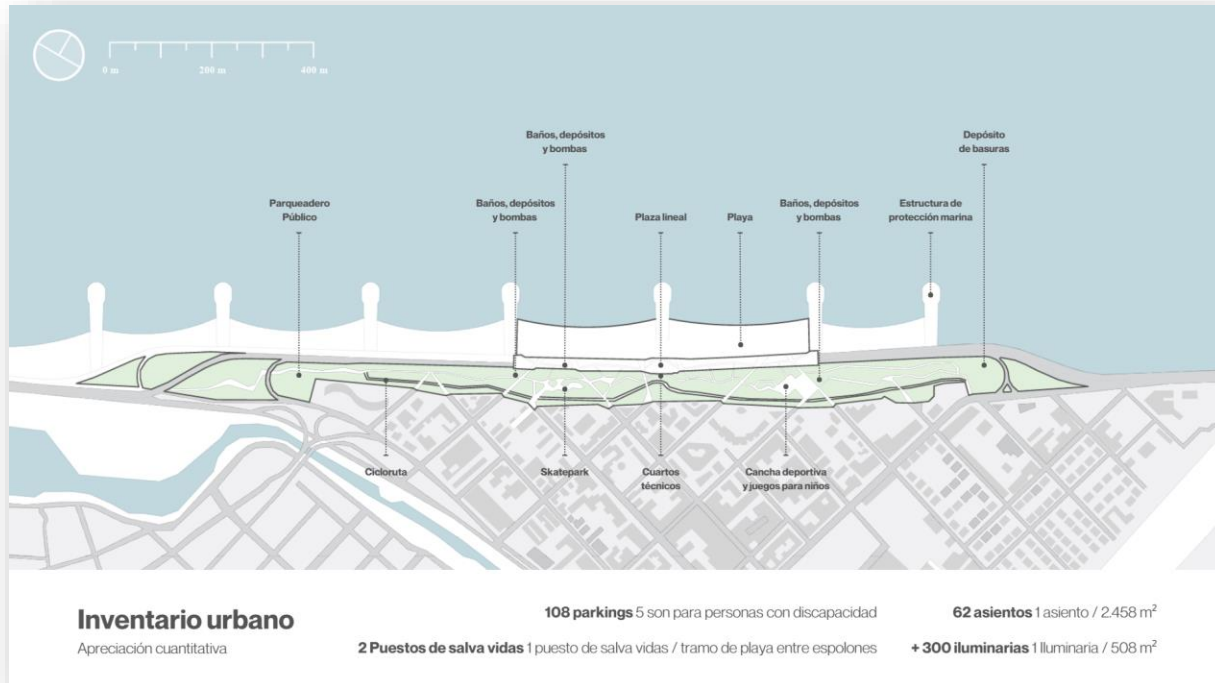 0 m 200 m 400 m
Baños, depósitos
y bombas
Depósito
de basuras
Parqueadero
Público
Baños, depósitos
y bombas
Plaza lineal
Playa
Baños, depósitos
y bombas
Estructura de
protección marina
Cicloruta
Skatepark
Cuartos
técnicos
Cancha deportiva
y juegos para niños
Inventario urbano
Apreciación cuantitativa
108 parkings 5 son para personas con discapacidad
62 asientos 1 asiento / 2.458 m²
2 Puestos de salva vidas 1 puesto de salva vidas / tramo de playa entre espolones
+ 300 iluminarias 1 Iluminaria / 508 m²